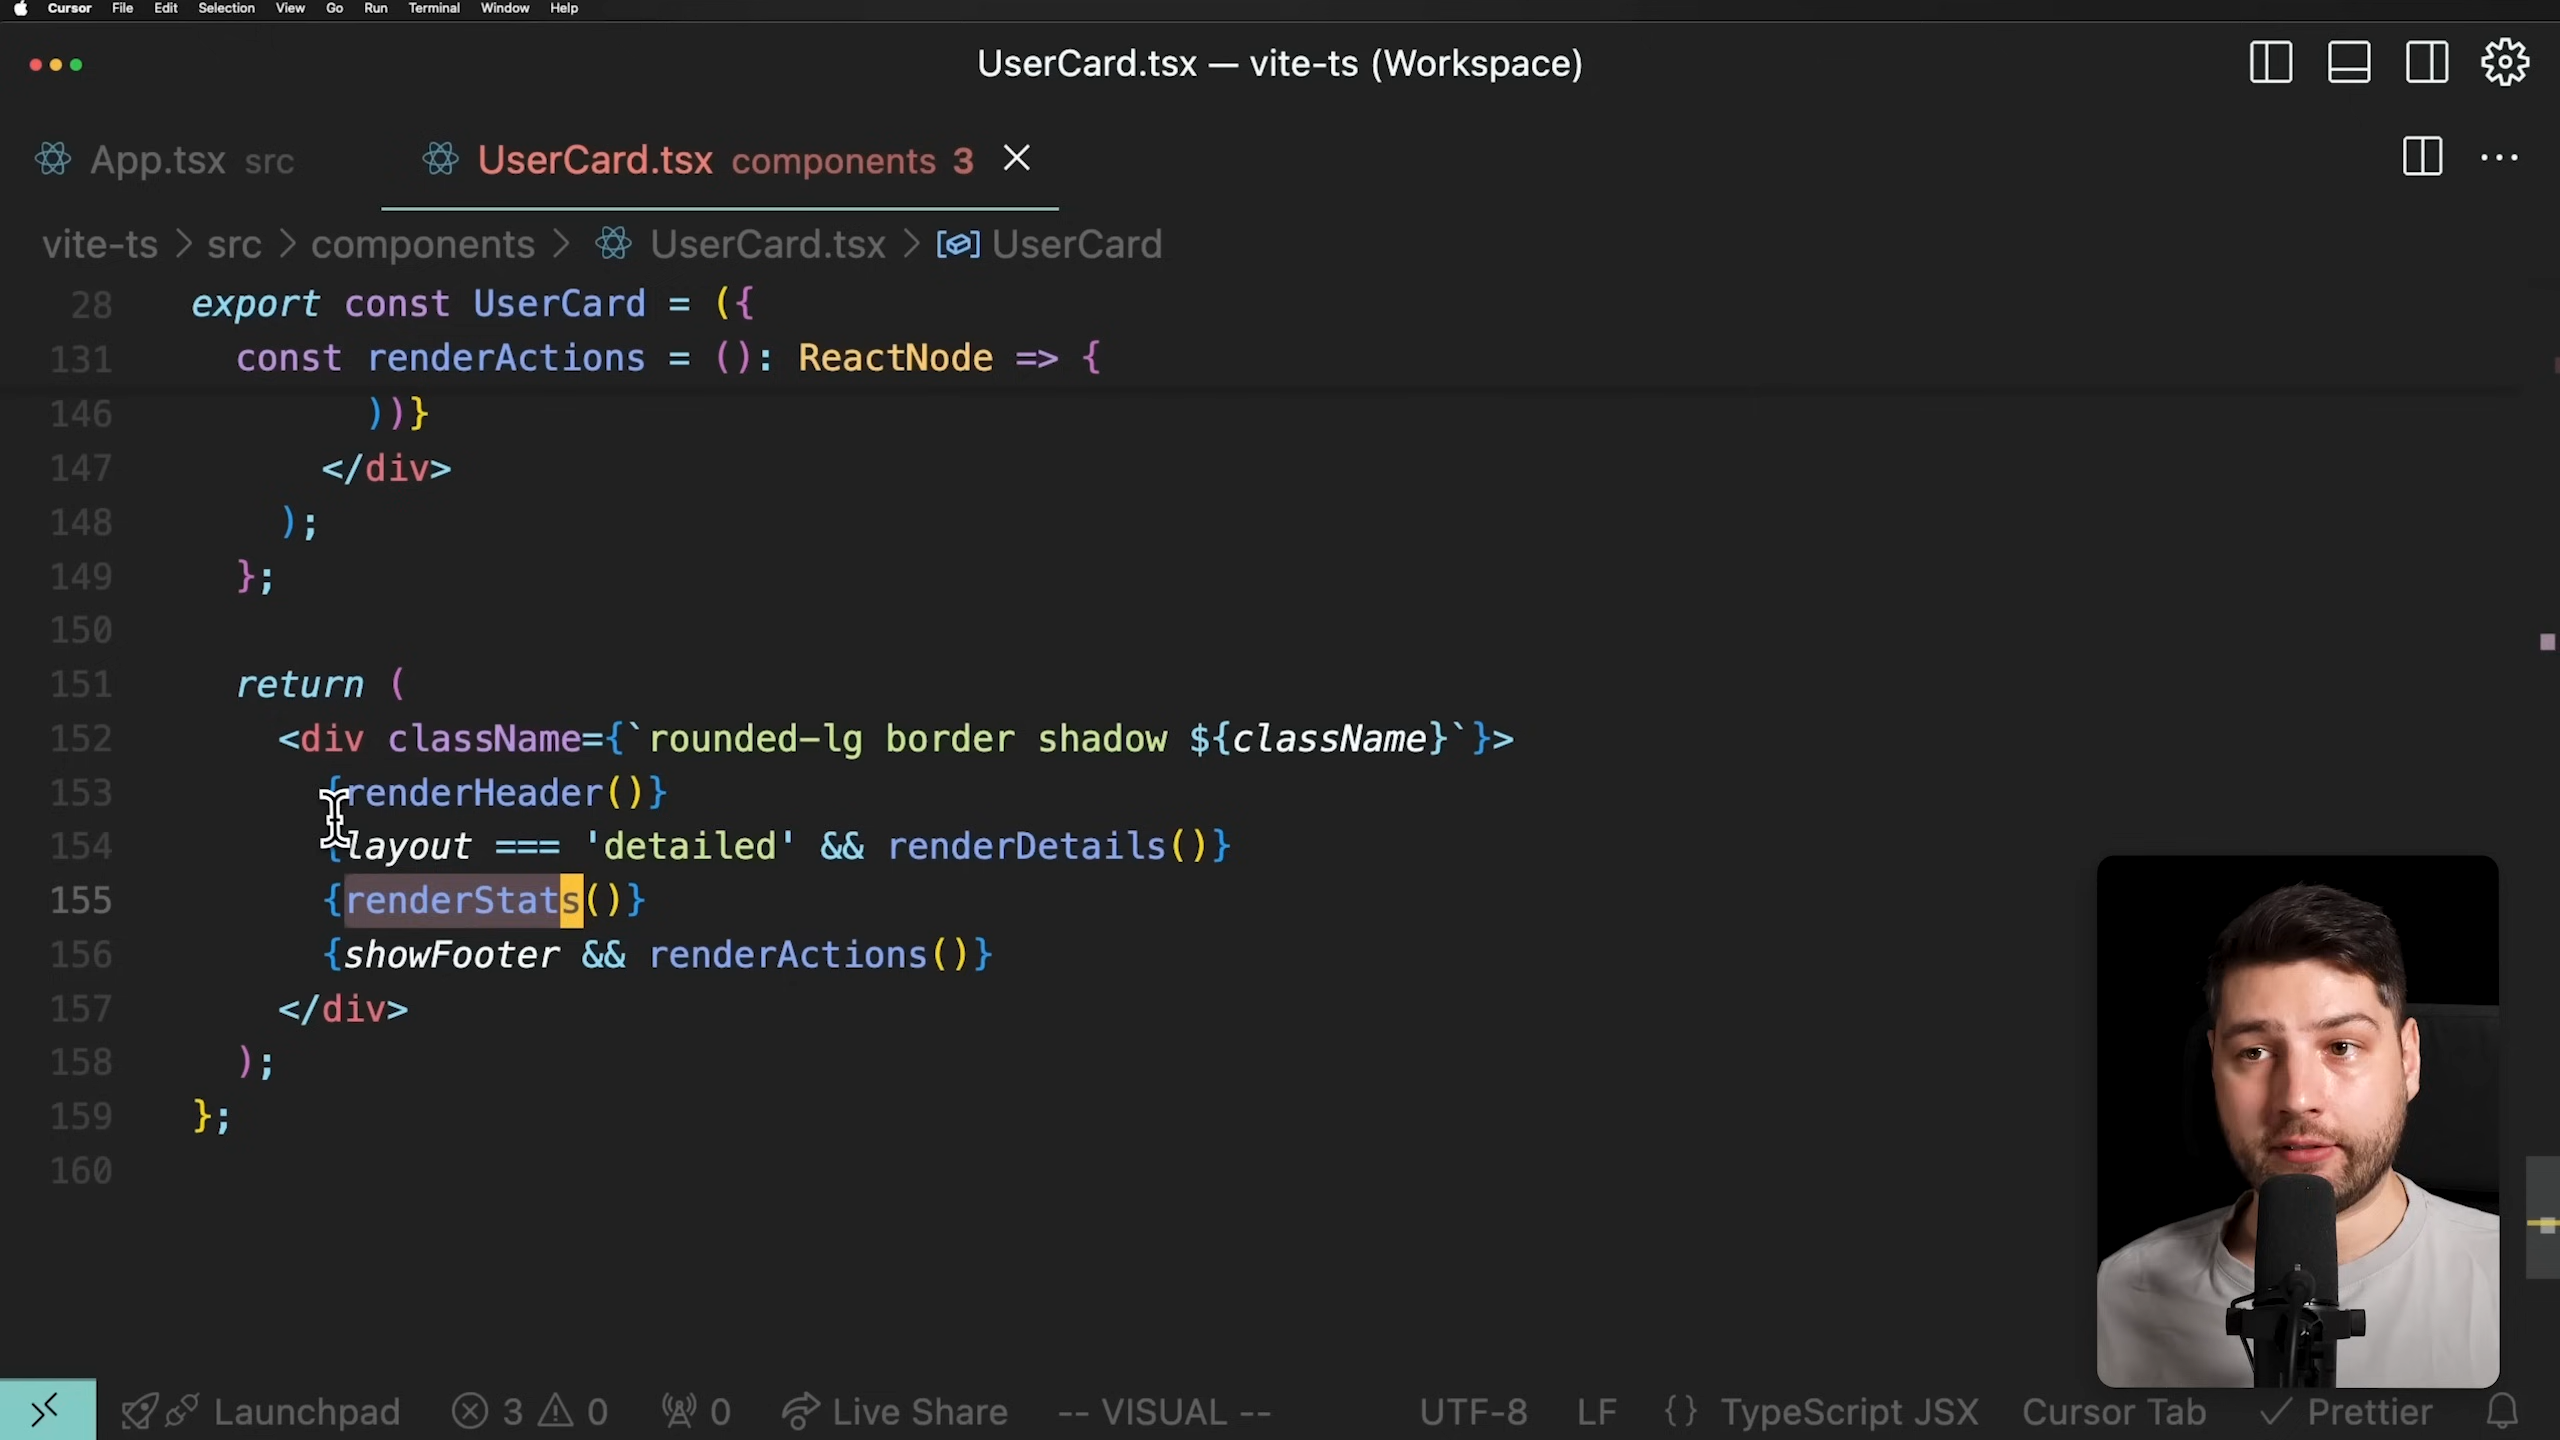 Cursor File Edit Selection View Go Run Terminal Window Help
UserCard.tsx — vite-ts (Workspace)
App.tsx src UserCard.tsx components 3
vite-ts > src > components > UserCard.tsx > UserCard
28 export const UserCard = ({
131 const renderActions = (): ReactNode => {
146 ))}
147 </div>
148 );
149 };
150
151 return (
152 <div className={`rounded-lg border shadow ${className}`}>
153 {renderHeader()}
154 {layout === 'detailed' && renderDetails()}
155 {renderStats()}
156 {showFooter && renderActions()}
157 </div>
158 );
159 };
160
Launchpad 3 0 0 Live Share -- VISUAL -- UTF-8 LF {} TypeScript JSX Cursor Tab Prettier